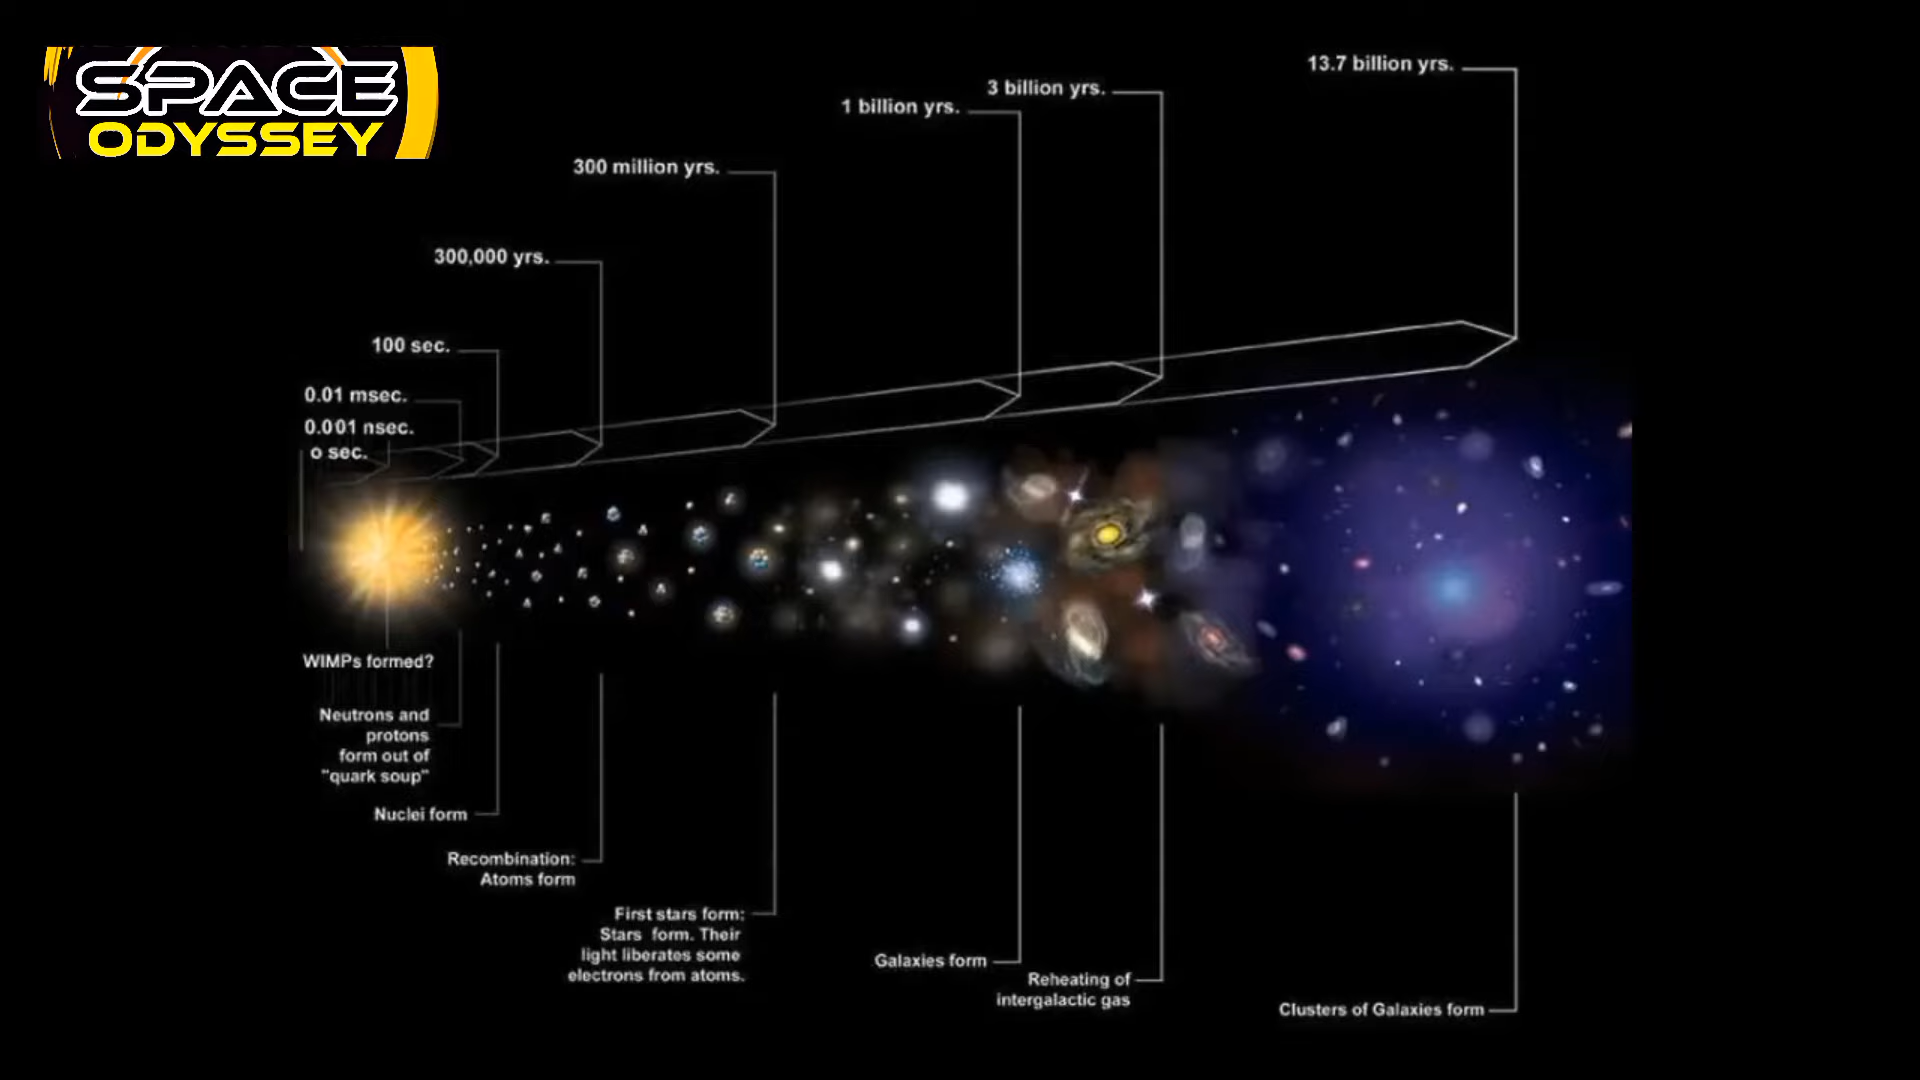 SPACE
ODYSSEY
13.7 billion yrs.
3 billion yrs.
1 billion yrs.
300 million yrs.
300,000 yrs.
100 sec.
0.01 msec.
0.001 nsec.
o sec.
WIMPs formed?
Neutrons and
protons
form out of
"quark soup"
Nuclei form
Recombination:
Atoms form
First stars form:
Stars form. Their
light liberates some
electrons from atoms.
Galaxies form
Reheating of
intergalactic gas
Clusters of Galaxies form